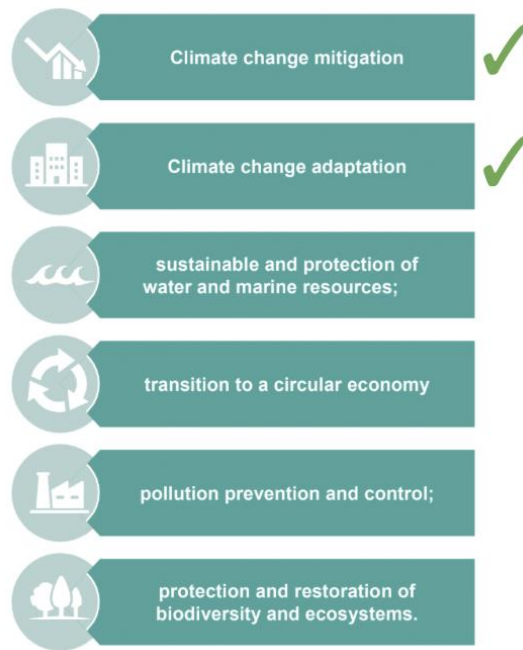 Climate change mitigation
Climate change adaptation
sustainable and protection of
water and marine resources;
transition to a circular economy
pollution prevention and control;
protection and restoration of
biodiversity and ecosystems.